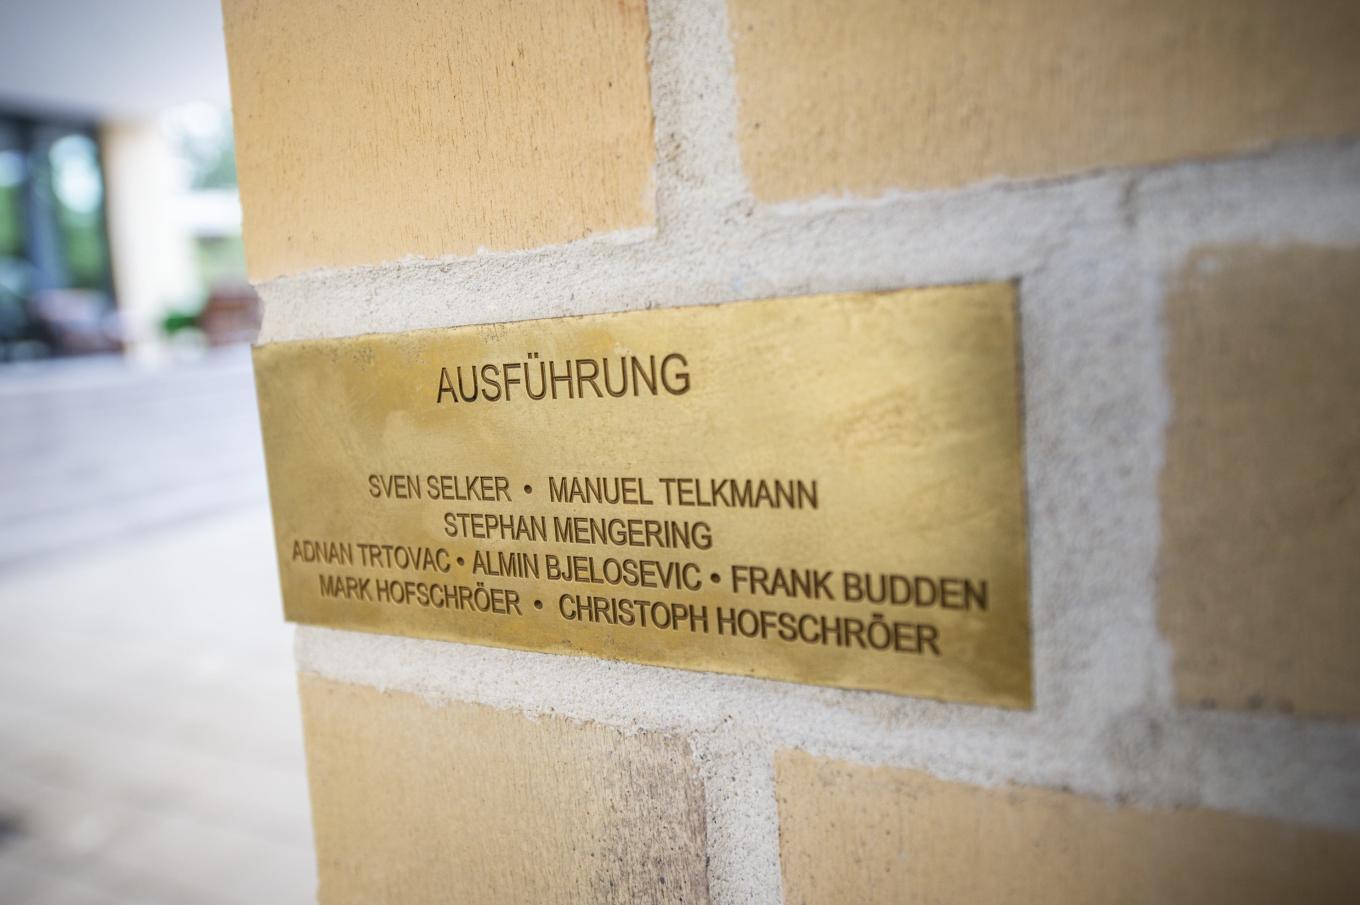 AUSFÜHRUNG
SVEN SELKER • MANUEL TELKMANN
STEPHAN MENGERING
ADNAN TRTOVAC • ALMIN BJELOSEVIC • FRANK BUDDEN
MARK HOFSCHRÖER • CHRISTOPH HOFSCHRÖER